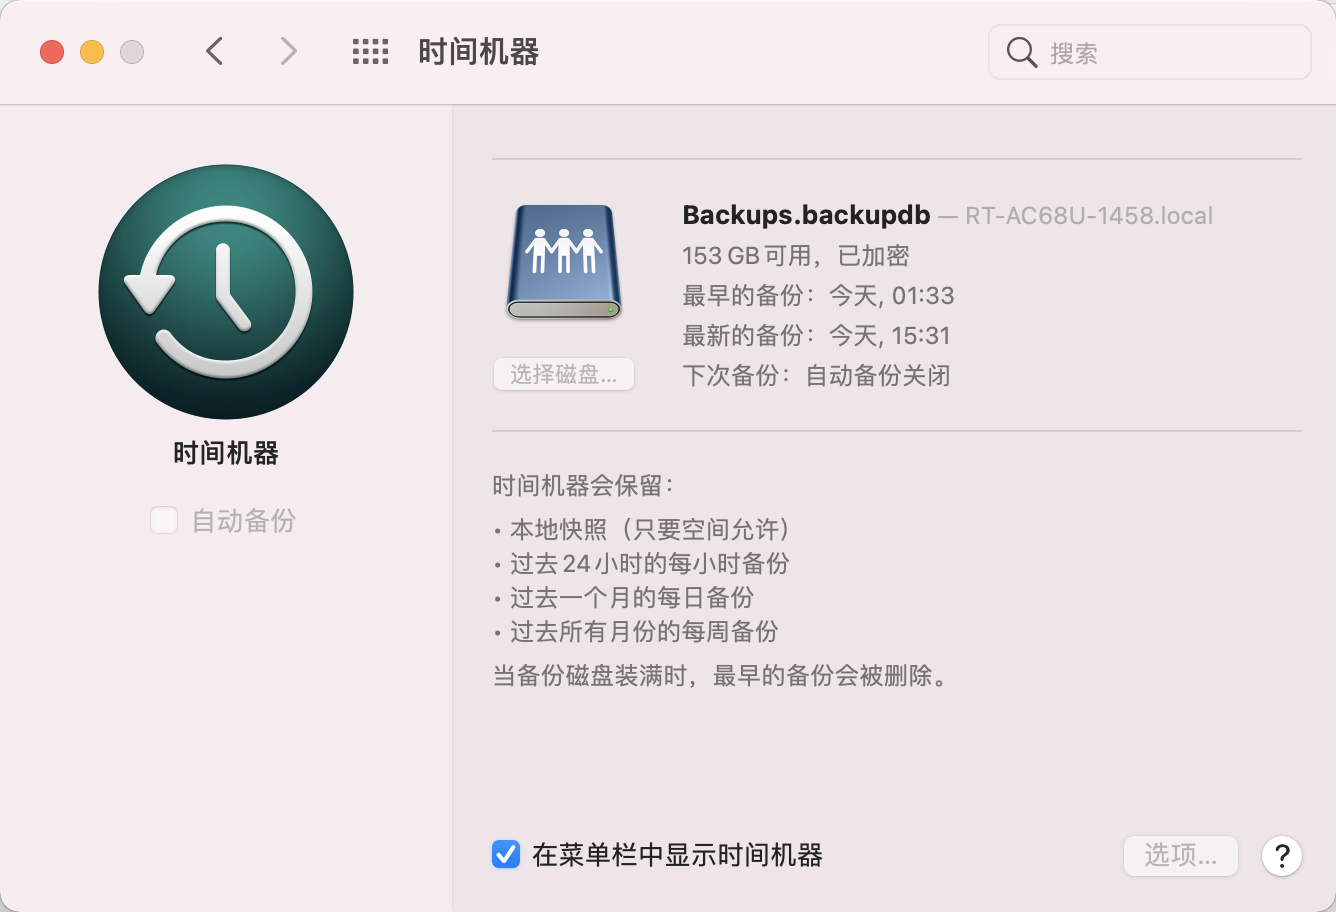 时间机器
搜索
时间机器
自动备份
Backups.backupdb — RT-AC68U-1458.local
153 GB 可用，已加密
最早的备份：今天, 01:33
最新的备份：今天, 15:31
下次备份：自动备份关闭
选择磁盘...
时间机器会保留：
• 本地快照（只要空间允许）
• 过去 24 小时的每小时备份
• 过去一个月的每日备份
• 过去所有月份的每周备份
当备份磁盘装满时，最早的备份会被删除。
在菜单栏中显示时间机器
选项...
?